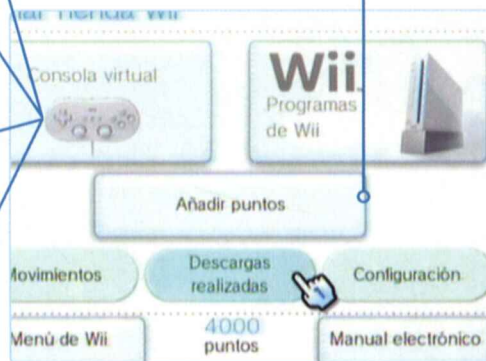 Consola virtual
Wii
Programas
de Wii
Añadir puntos
Movimientos
Descargas
realizadas
Configuración
Menú de Wii
4000
puntos
Manual electrónico